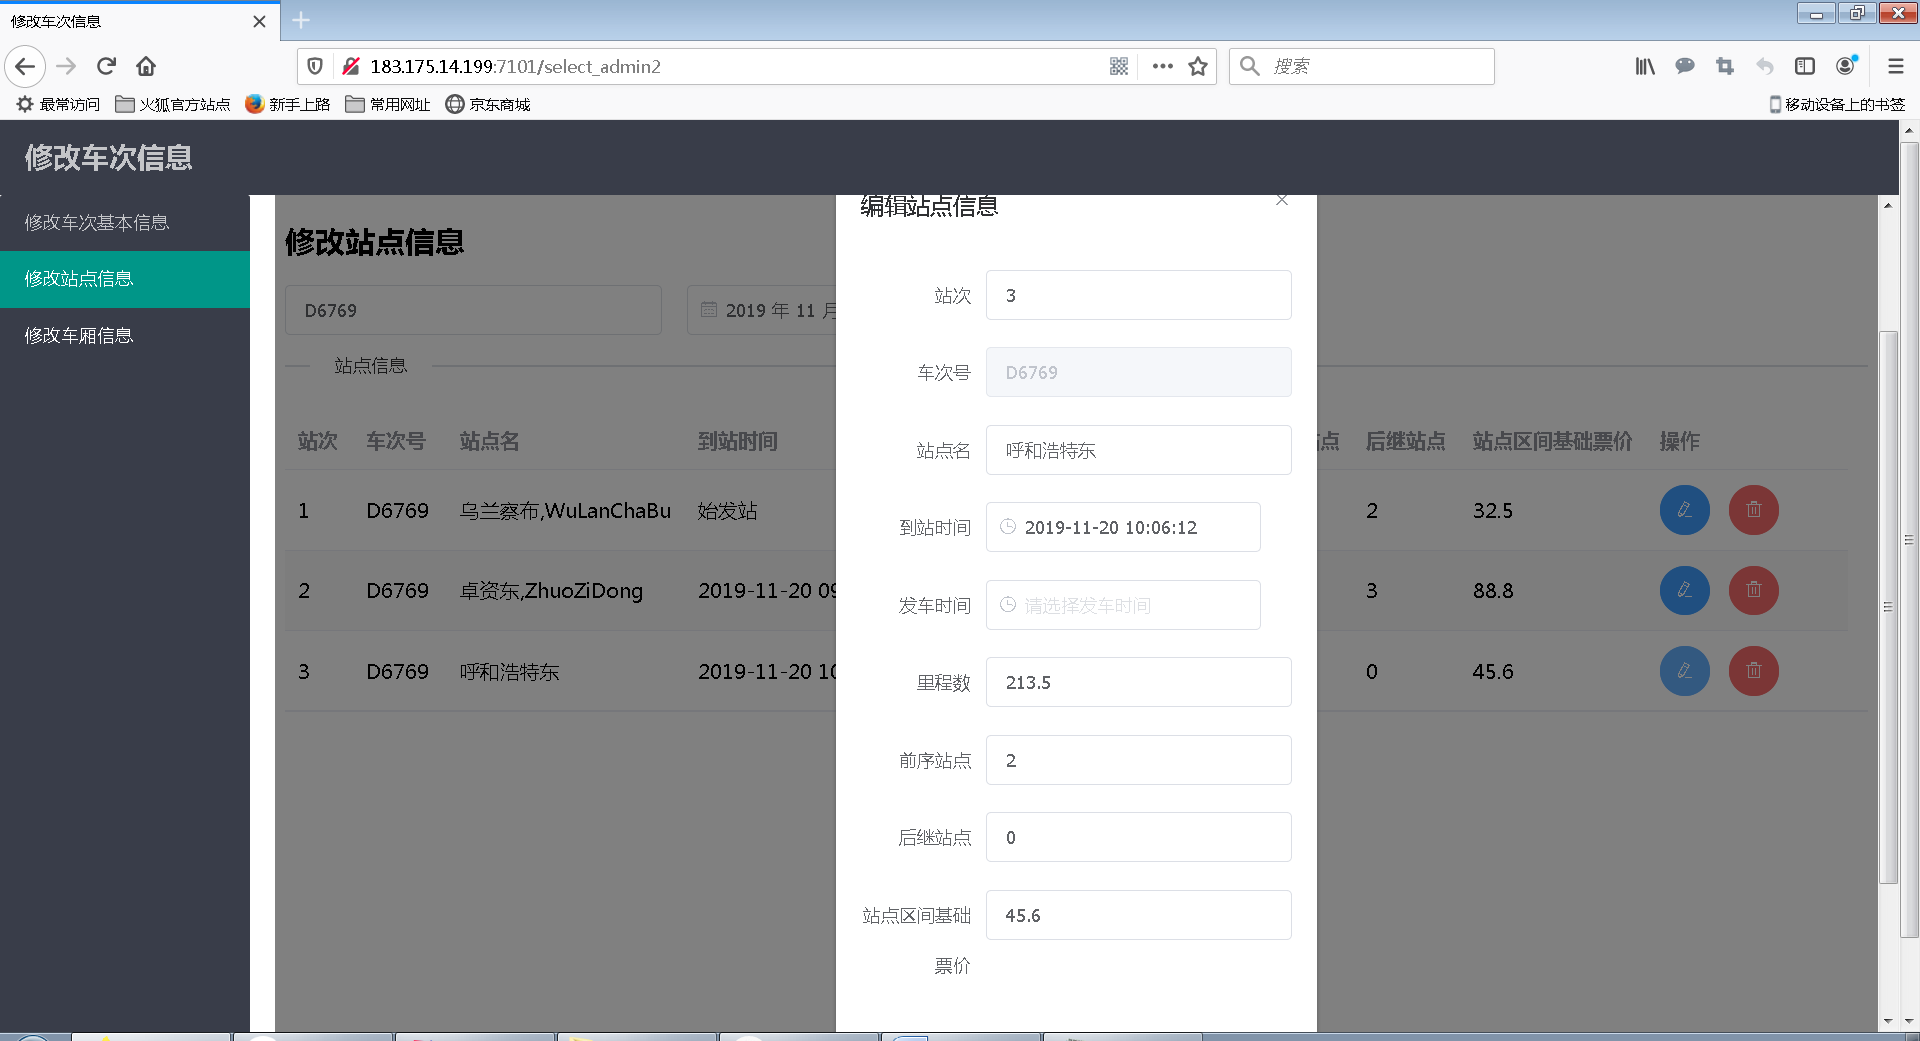 修改车次信息
183.175.14.199:7101/select_admin2
搜索
最常访问
火狐官方站点
新手上路
常用网址
京东商城
移动设备上的书签
修改车次信息
修改车次基本信息
修改站点信息
修改车厢信息
修改站点信息
D6769
2019 年 11 月
站点信息
站次 车次号 站点名 到站时间 点 后继站点 站点区间基础票价 操作
1 D6769 乌兰察布,WuLanChaBu 始发站 2 32.5
2 D6769 卓资东,ZhuoZiDong 2019-11-20 09 3 88.8
3 D6769 呼和浩特东 2019-11-20 10 0 45.6
编辑站点信息
站次 3
车次号 D6769
站点名 呼和浩特东
到站时间 2019-11-20 10:06:12
发车时间 请选择发车时间
里程数 213.5
前序站点 2
后继站点 0
站点区间基础 45.6
票价